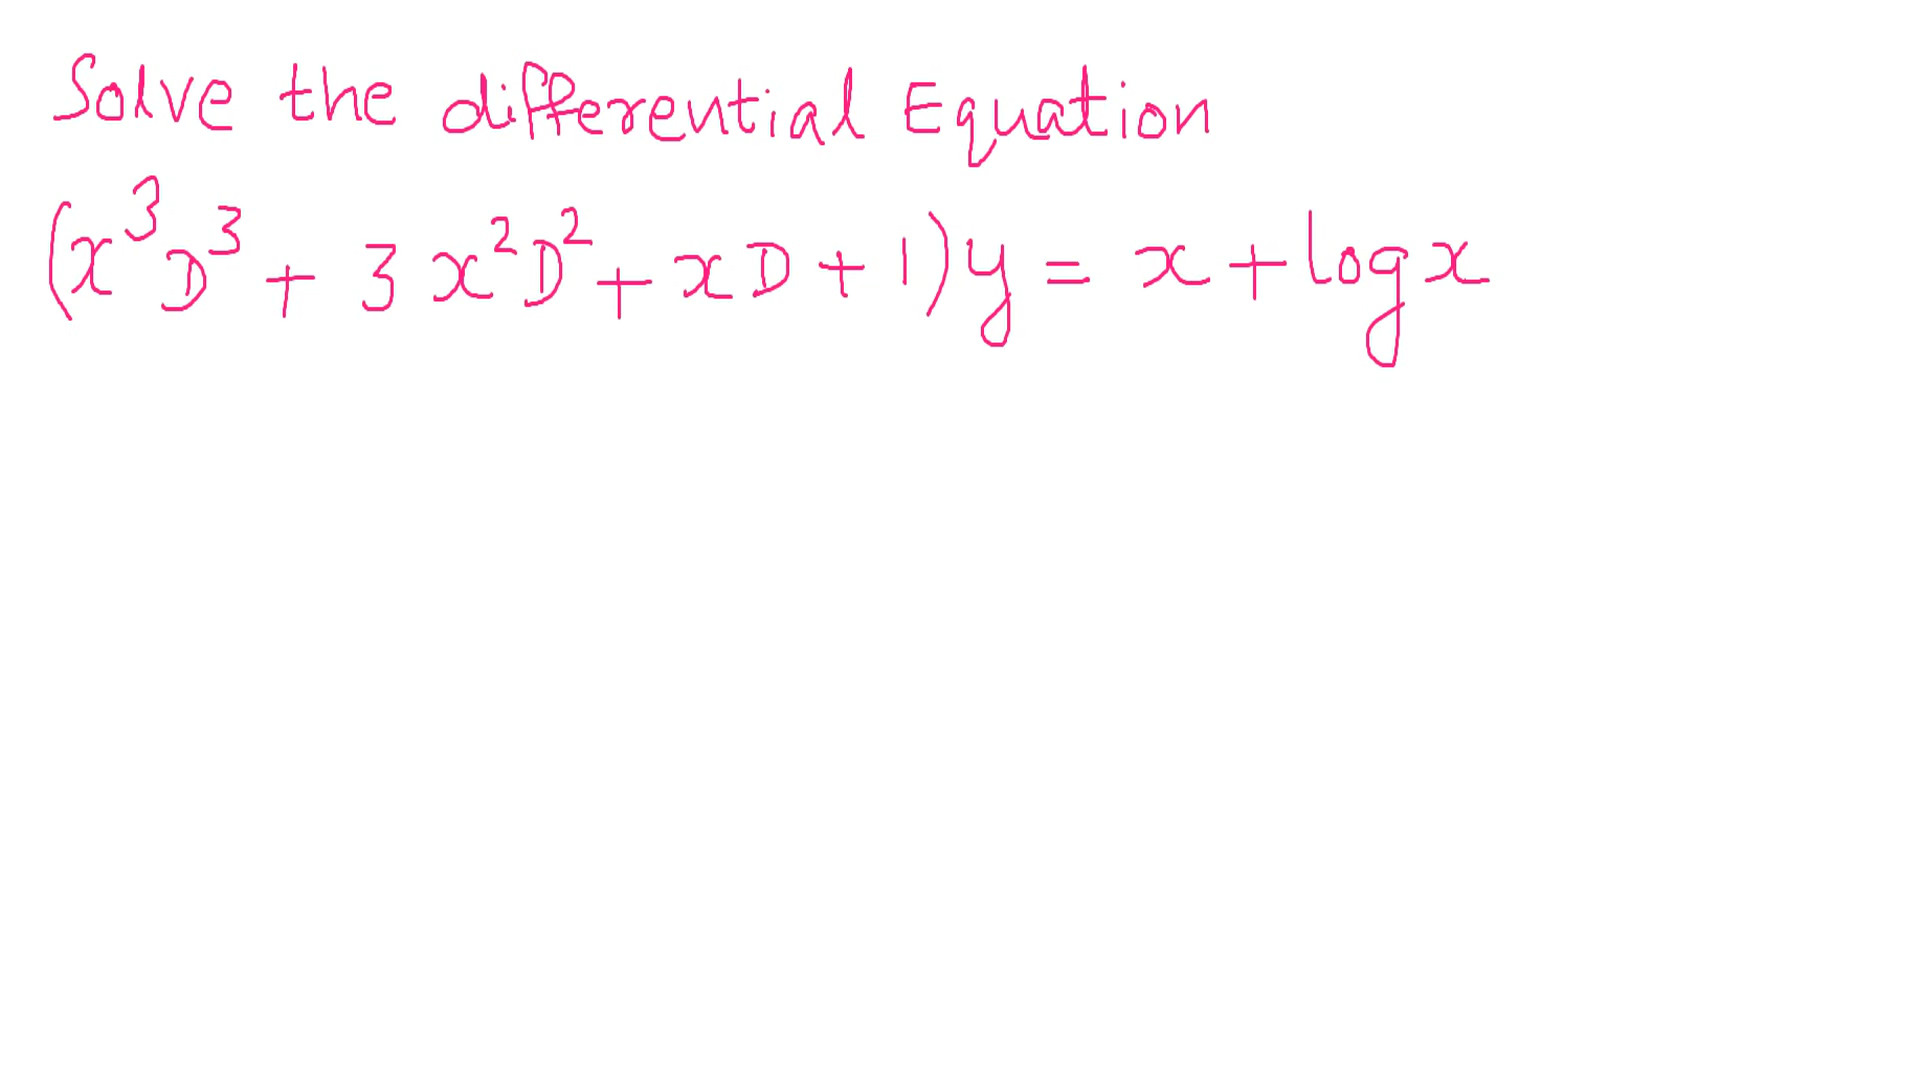 Solve the differential Equation
(x³D³ + 3x²D² + xD + 1)y = x + log x